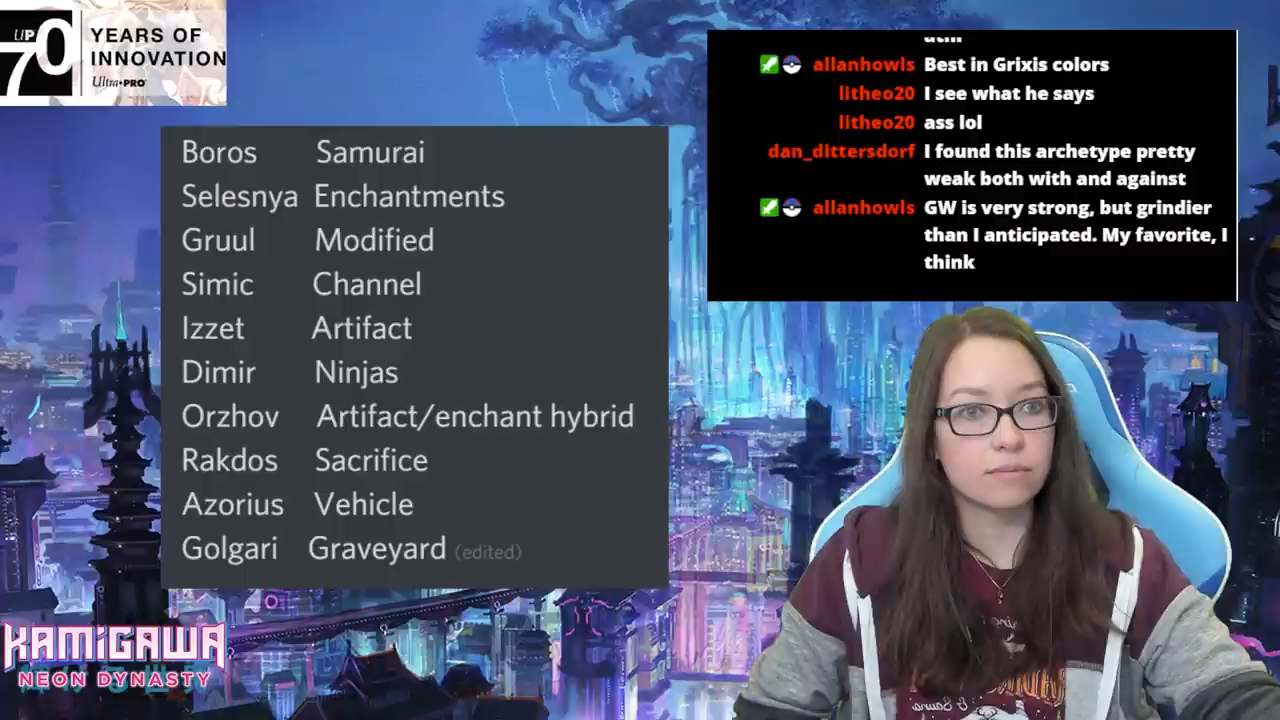 UP
70 YEARS OF
INNOVATION
Ultra•PRO
Boros Samurai
Selesnya Enchantments
Gruul Modified
Simic Channel
Izzet Artifact
Dimir Ninjas
Orzhov Artifact/enchant hybrid
Rakdos Sacrifice
Azorius Vehicle
Golgari Graveyard (edited)
allanhowls Best in Grixis colors
litheo20 I see what he says
litheo20 ass lol
dan_dittersdorf I found this archetype pretty
weak both with and against
allanhowls GW is very strong, but grindier
than I anticipated. My favorite, I
think
KAMIGAWA
NEON DYNASTY